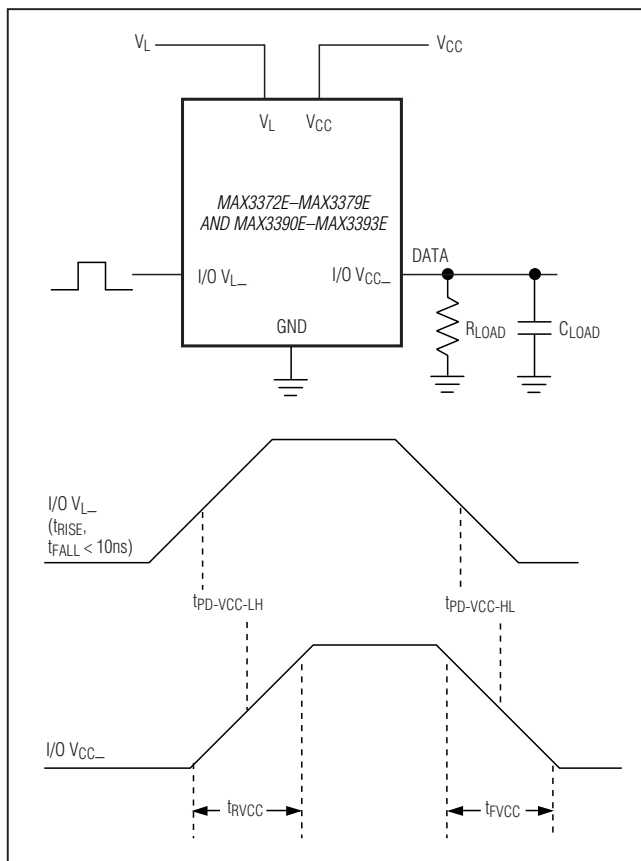 VL VCC
VL VCC
MAX3372E–MAX3379E
AND MAX3390E–MAX3393E
DATA
I/O VL_ I/O VCC_
RLOAD CLOAD
GND
I/O VL_
(tRISE,
tFALL < 10ns)
tPD-VCC-LH tPD-VCC-HL
I/O VCC_
tRVCC tFVCC